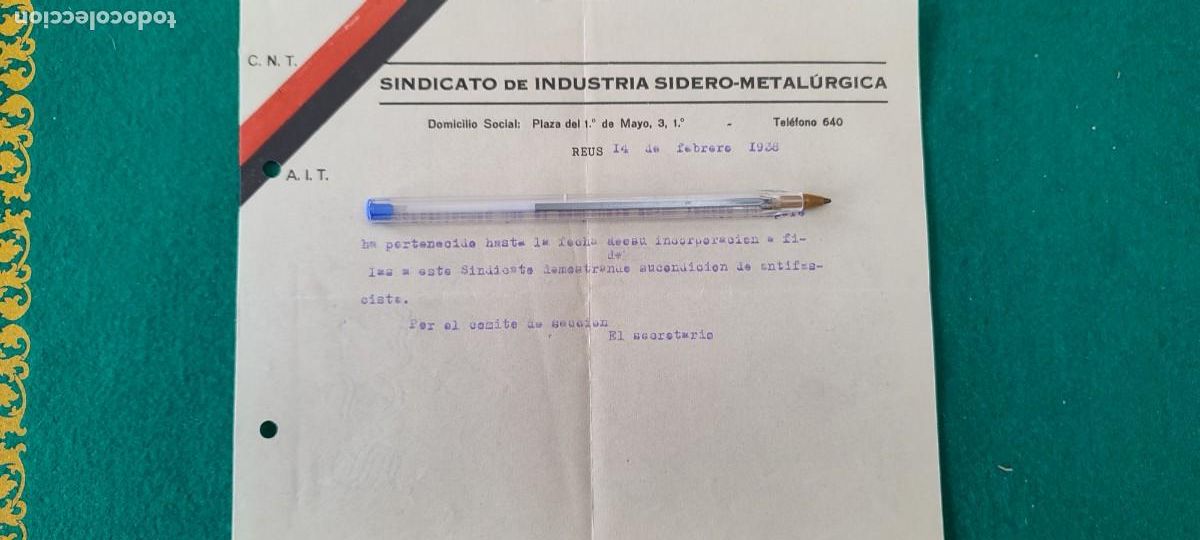 todocoleccion
C. N. T.
SINDICATO DE INDUSTRIA SIDERO-METALÚRGICA
Domicilio Social: Plaza del 1.º de Mayo, 3, 1.º - Teléfono 640
REUS 14 de febrero 1938
A. I. T.
ha pertenecido hasta la fecha desu incorporacion a fi-
de
las a este Sindicato demostrando sucondicion de antifas-
cista.
Por el comite de seccion
El secretario